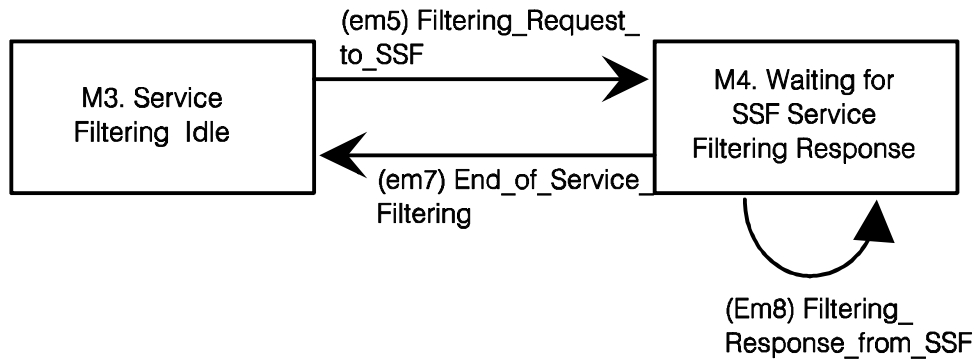 (em5) Filtering_Request_
to_SSF
M3. Service
Filtering Idle
M4. Waiting for
SSF Service
Filtering Response
(em7) End_of_Service_
Filtering
(Em8) Filtering_
Response_from_SSF